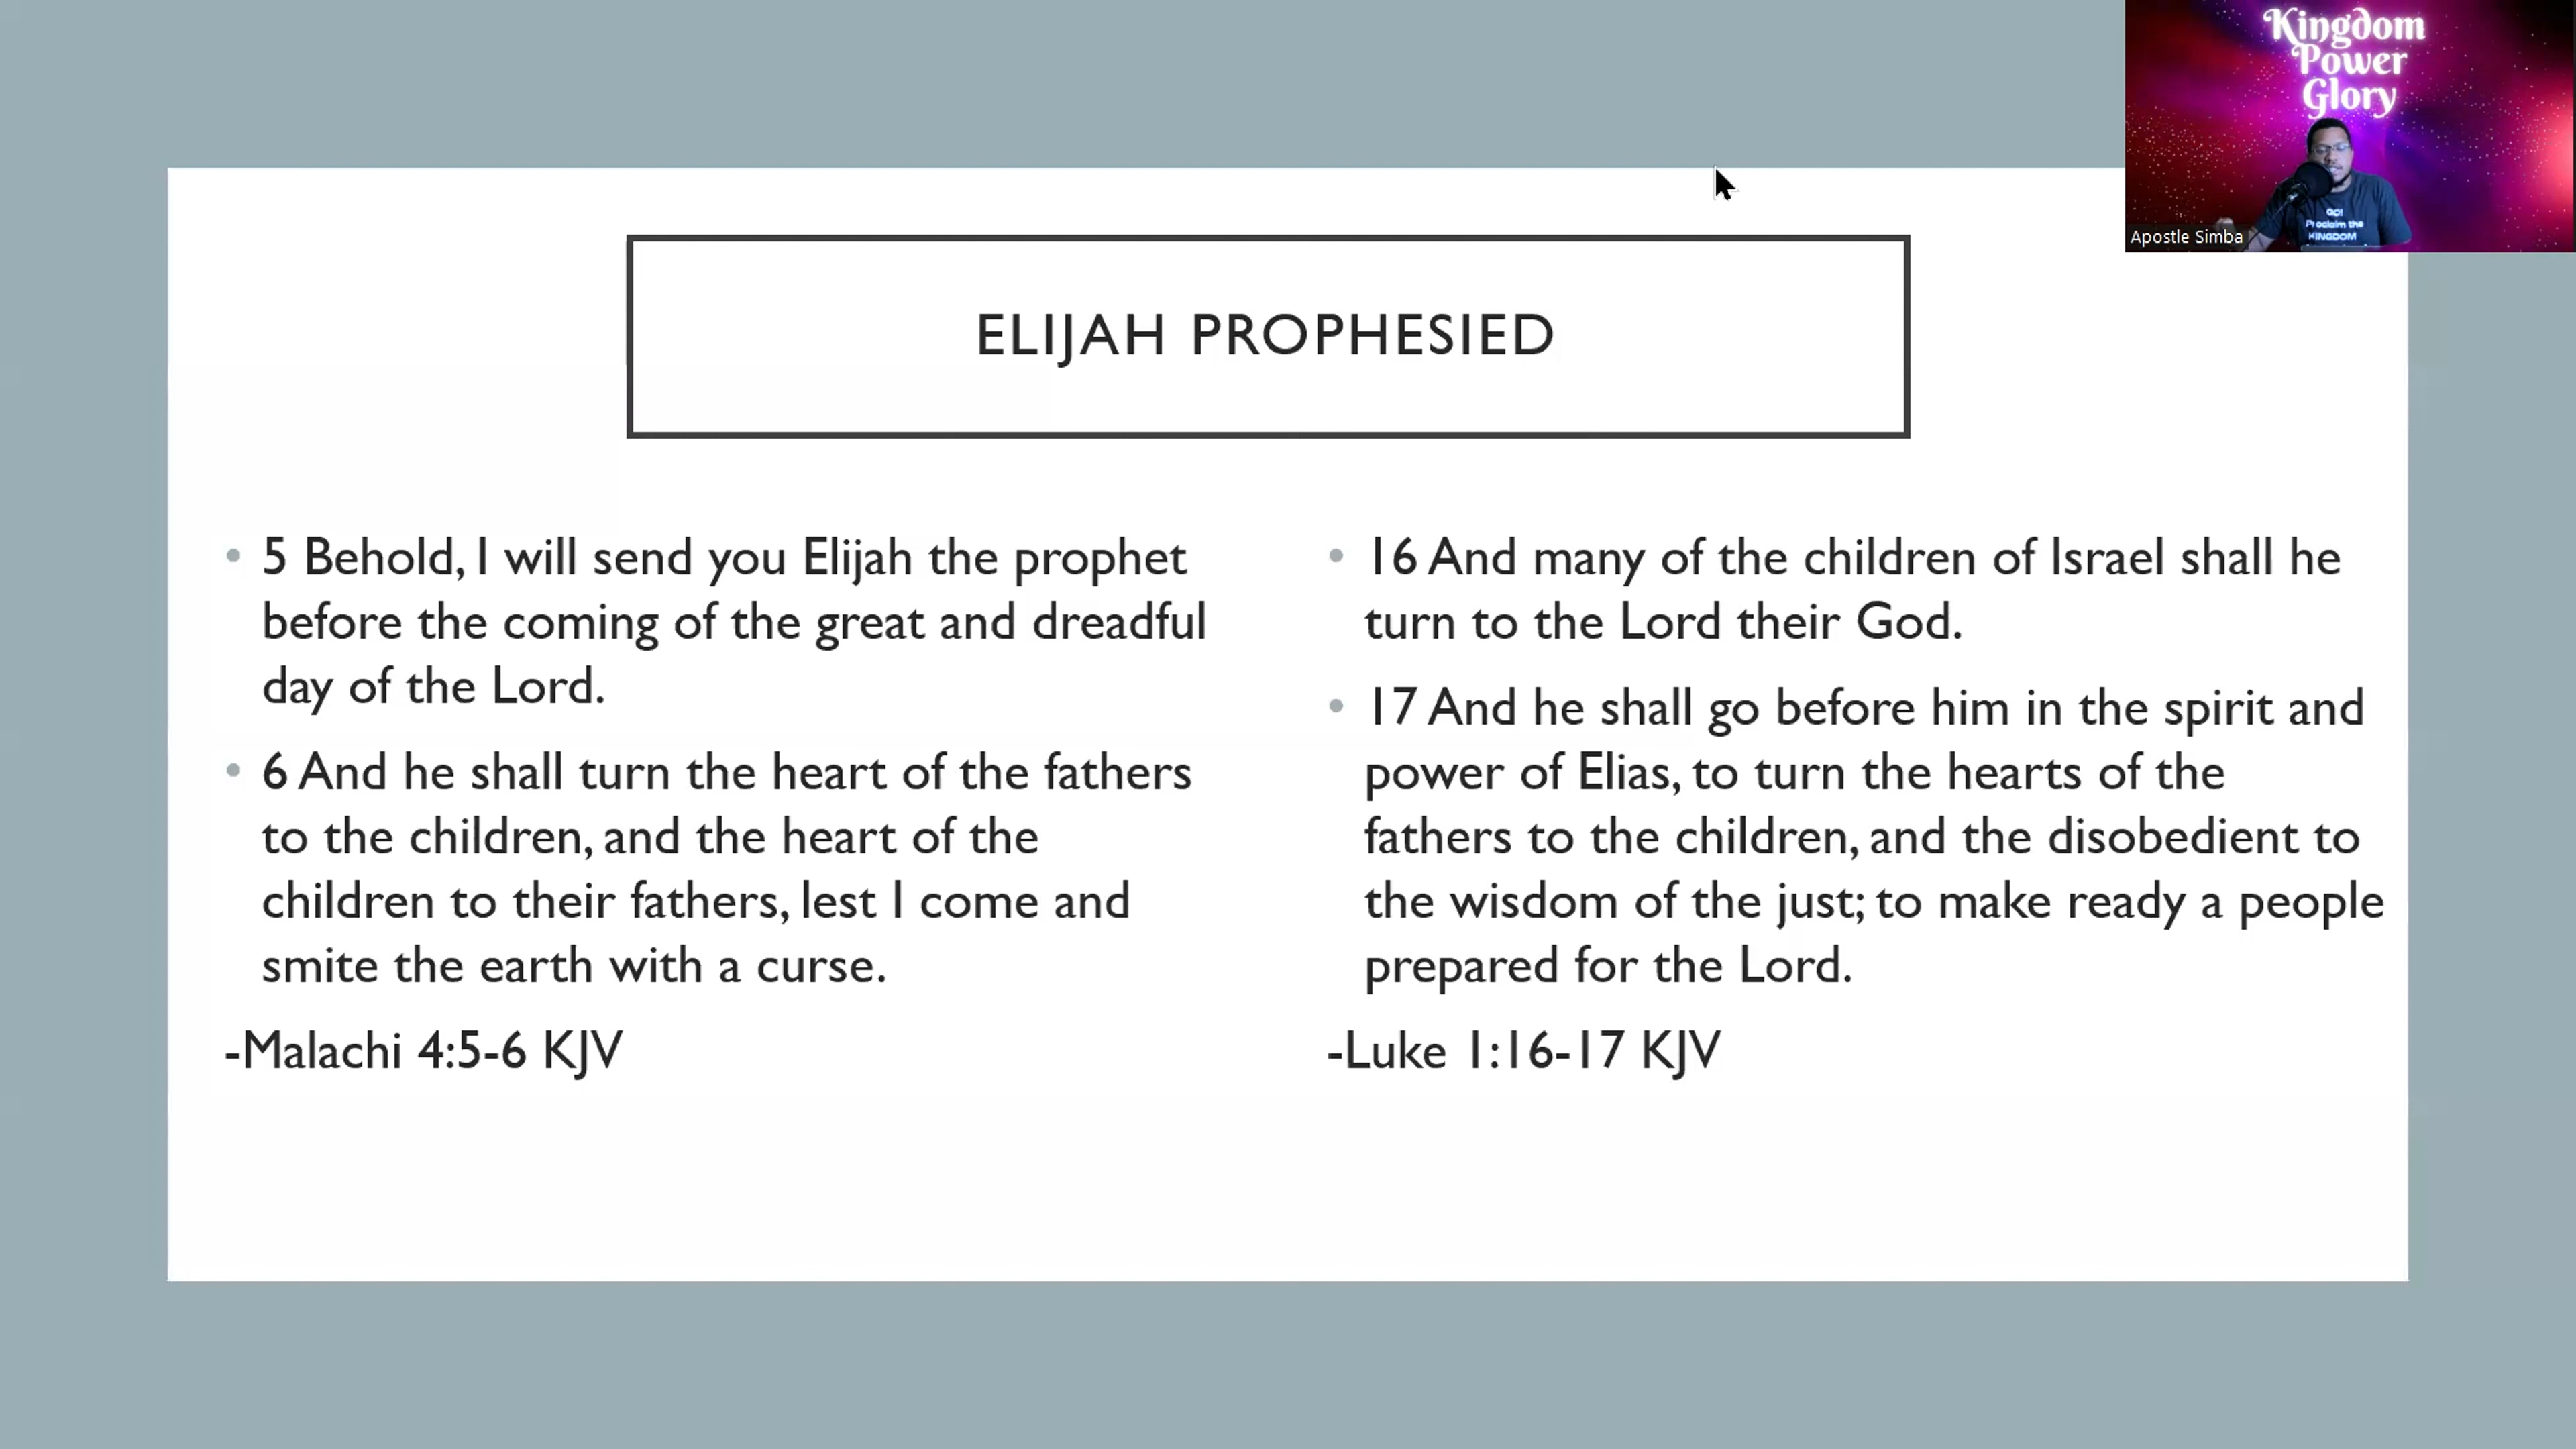 Kingdom
Power
Glory
GO!
Proclaim the
KINGDOM
Apostle Simba
ELIJAH PROPHESIED
• 5 Behold, I will send you Elijah the prophet
before the coming of the great and dreadful
day of the Lord.
• 6 And he shall turn the heart of the fathers
to the children, and the heart of the
children to their fathers, lest I come and
smite the earth with a curse.
-Malachi 4:5-6 KJV
• 16 And many of the children of Israel shall he
turn to the Lord their God.
• 17 And he shall go before him in the spirit and
power of Elias, to turn the hearts of the
fathers to the children, and the disobedient to
the wisdom of the just; to make ready a people
prepared for the Lord.
-Luke 1:16-17 KJV